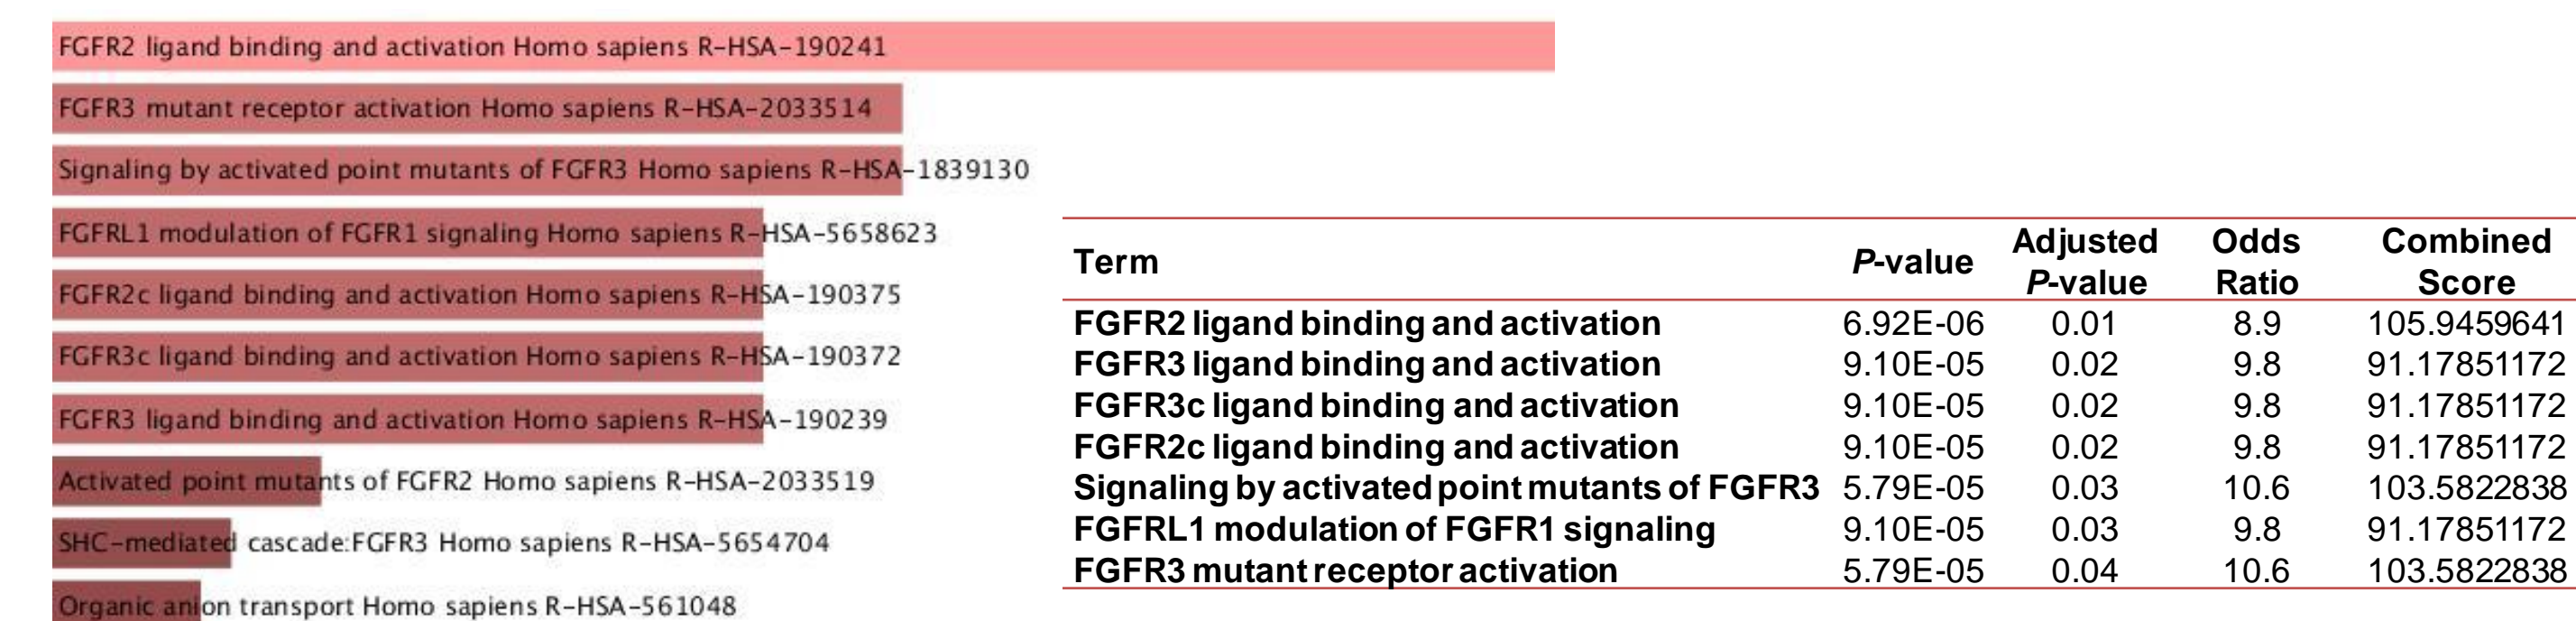 FGFR2 ligand binding and activation Homo sapiens R-HSA-190241
FGFR3 mutant receptor activation Homo sapiens R-HSA-2033514
Signaling by activated point mutants of FGFR3 Homo sapiens R-HSA-1839130
FGFRL1 modulation of FGFR1 signaling Homo sapiens R-HSA-5658623
FGFR2c ligand binding and activation Homo sapiens R-HSA-190375
FGFR3c ligand binding and activation Homo sapiens R-HSA-190372
FGFR3 ligand binding and activation Homo sapiens R-HSA-190239
Activated point mutants of FGFR2 Homo sapiens R-HSA-2033519
SHC-mediated cascade:FGFR3 Homo sapiens R-HSA-5654704
Organic anion transport Homo sapiens R-HSA-561048
Term P-value Adjusted P-value Odds Ratio Combined Score
FGFR2 ligand binding and activation 6.92E-06 0.01 8.9 105.9459641
FGFR3 ligand binding and activation 9.10E-05 0.02 9.8 91.17851172
FGFR3c ligand binding and activation 9.10E-05 0.02 9.8 91.17851172
FGFR2c ligand binding and activation 9.10E-05 0.02 9.8 91.17851172
Signaling by activated point mutants of FGFR3 5.79E-05 0.03 10.6 103.5822838
FGFRL1 modulation of FGFR1 signaling 9.10E-05 0.03 9.8 91.17851172
FGFR3 mutant receptor activation 5.79E-05 0.04 10.6 103.5822838